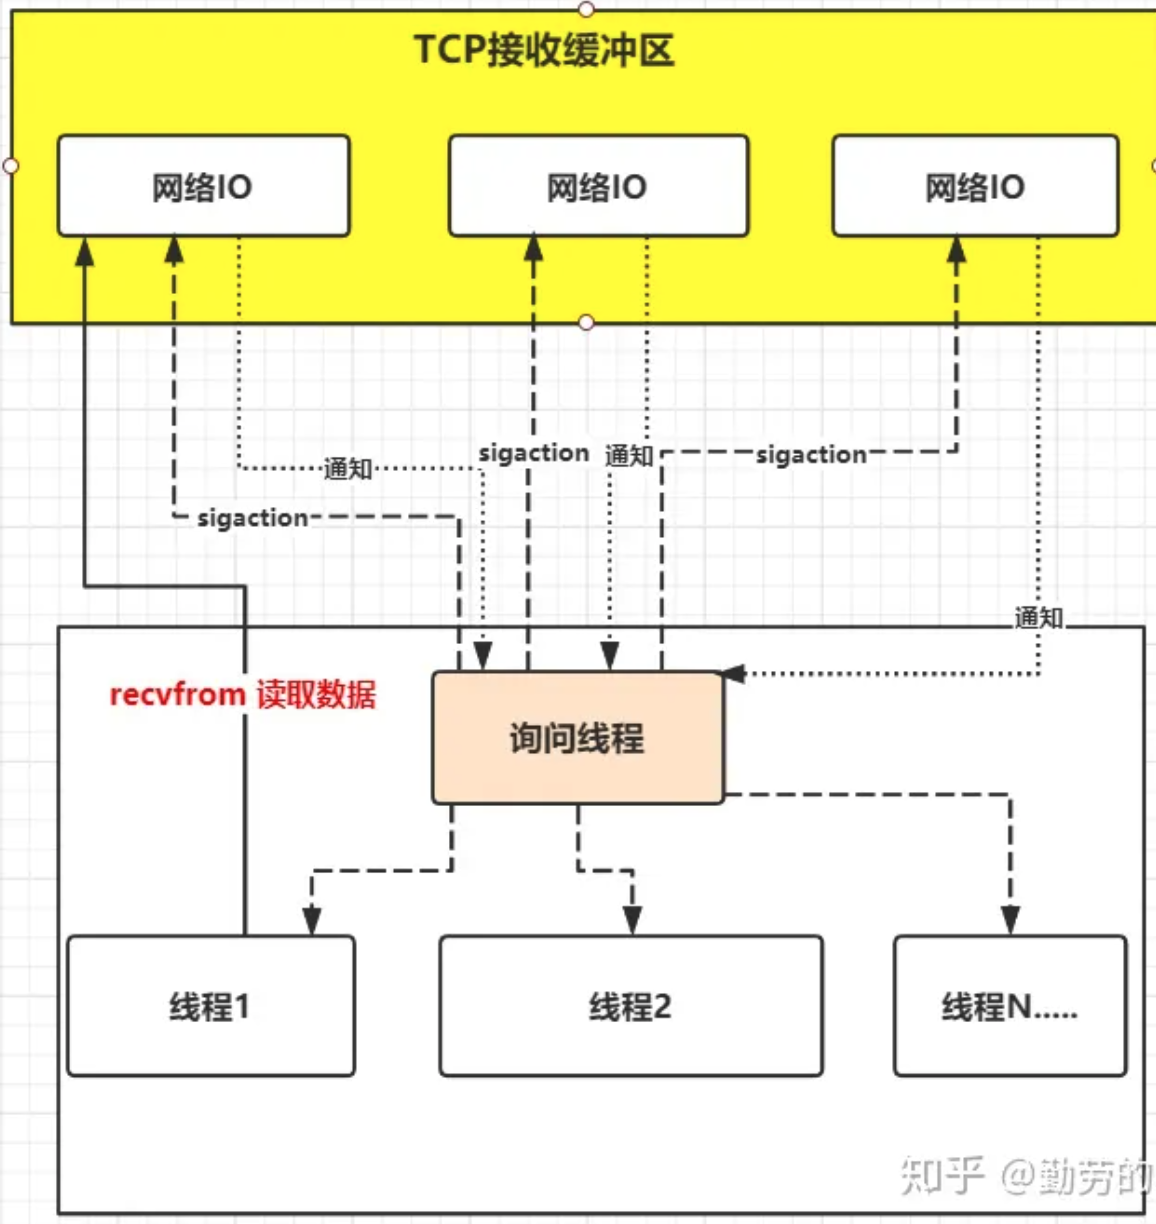 TCP接收缓冲区
网络IO
网络IO
网络IO
sigaction
通知
sigaction
通知
sigaction
通知
recvfrom 读取数据
询问线程
线程1
线程2
线程N.....
知乎 @勤劳的